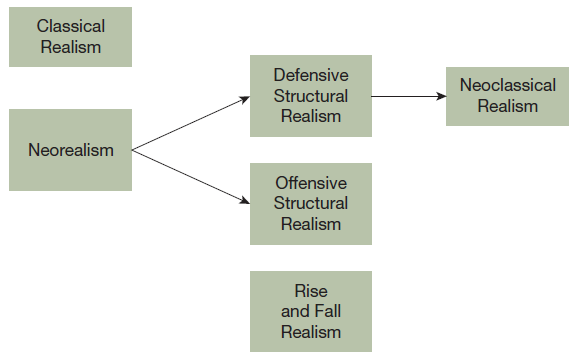 Classical
Realism
Neorealism
Defensive
Structural
Realism
Offensive
Structural
Realism
Rise
and Fall
Realism
Neoclassical
Realism